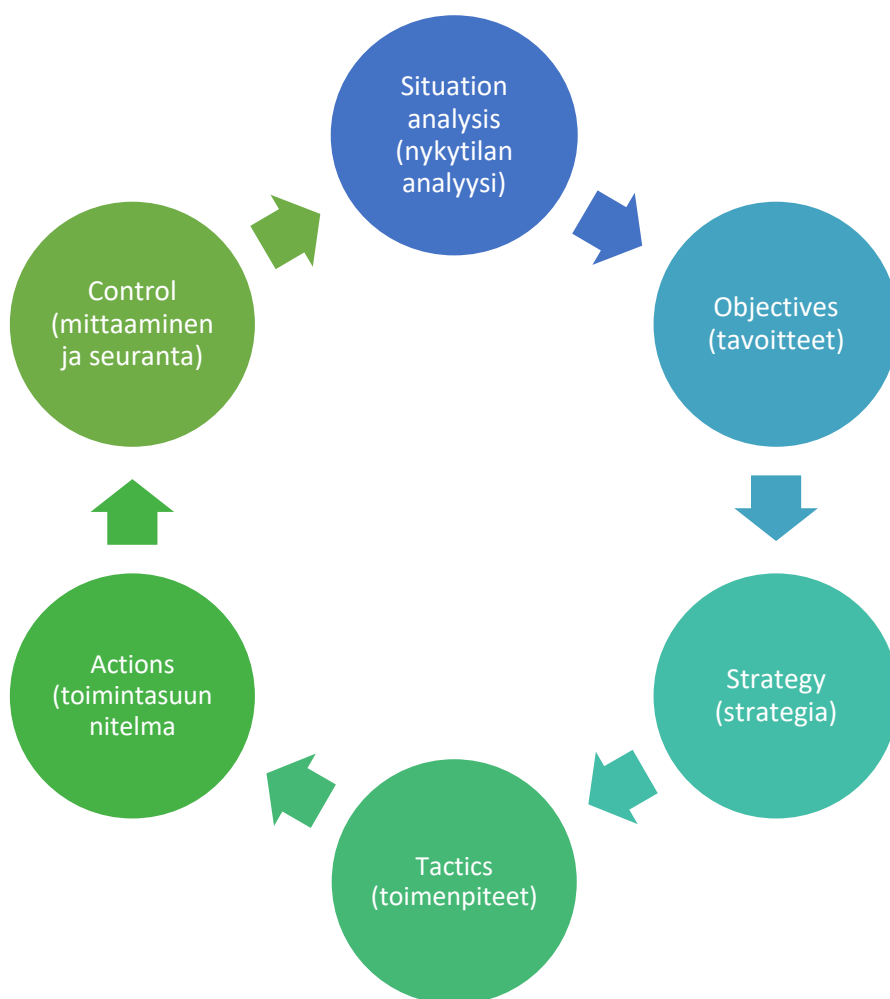 Situation
analysis
(nykytilan
analyysi)
Objectives
(tavoitteet)
Strategy
(strategia)
Tactics
(toimenpiteet)
Actions
(toimintasuun
nitelma
Control
(mittaaminen
ja seuranta)